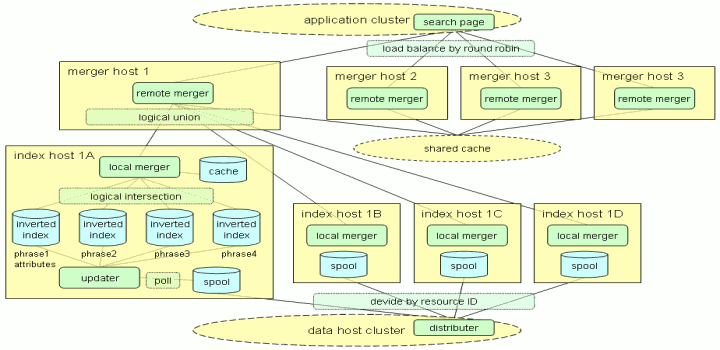 application cluster
search page
load balance by round robin
merger host 1
remote merger
logical union
merger host 2
remote merger
merger host 3
remote merger
merger host 3
remote merger
shared cache
index host 1A
local merger
cache
logical intersection
inverted
index
inverted
index
inverted
index
inverted
index
phrase1
attributes
phrase2
phrase3
phrase4
updater
poll
spool
index host 1B
local merger
spool
index host 1C
local merger
spool
index host 1D
local merger
spool
devide by resource ID
data host cluster
distributer